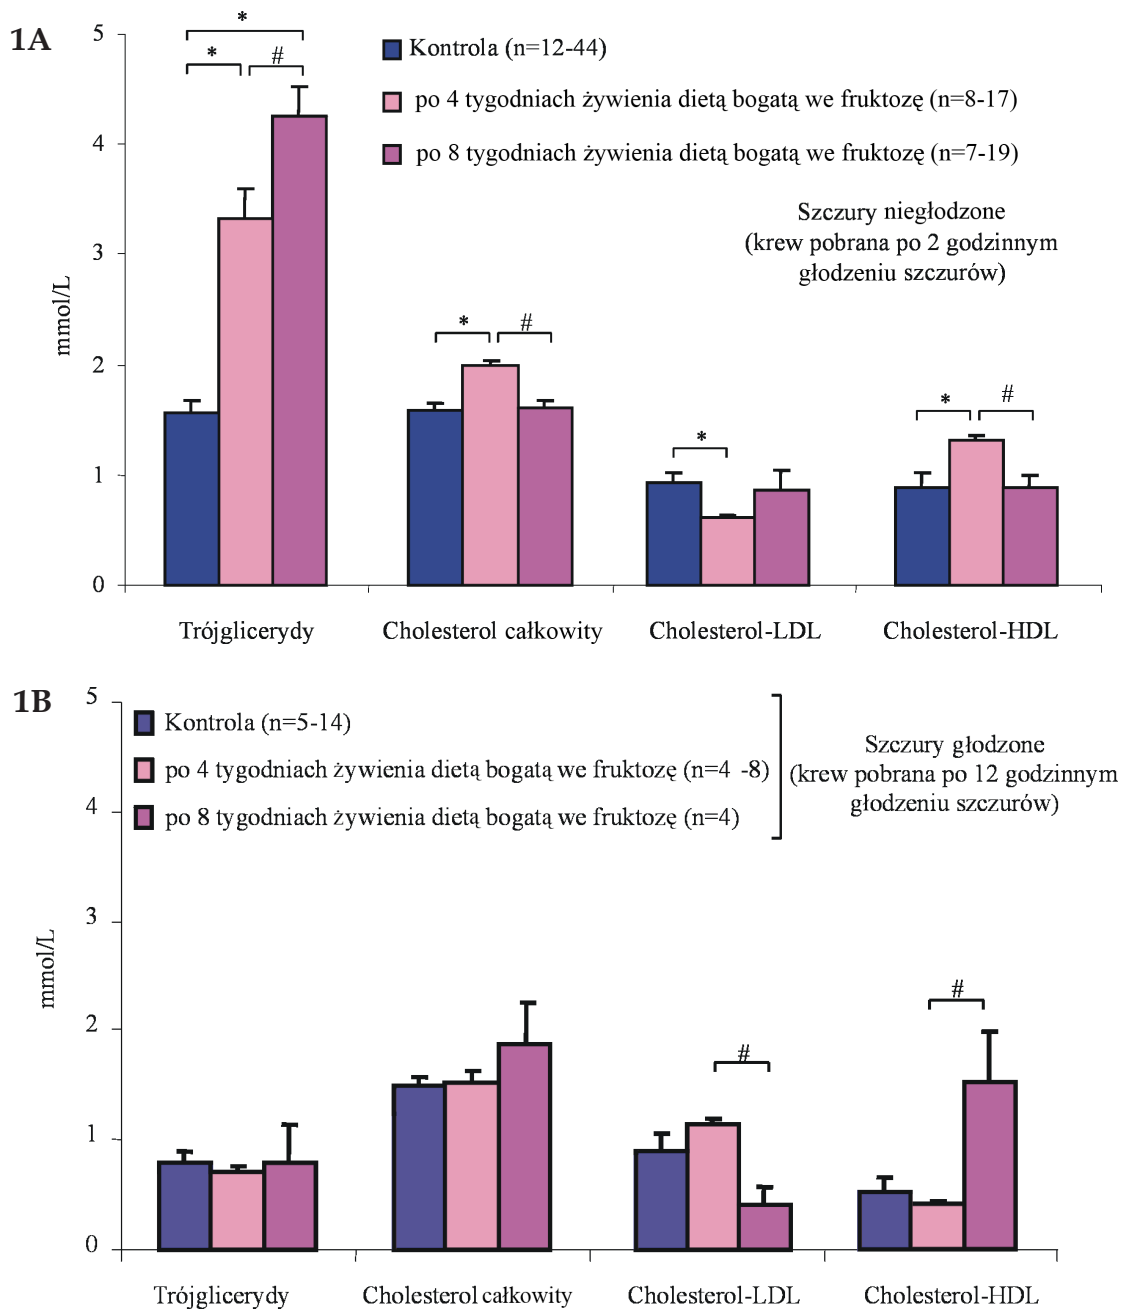 1A
5
4
3
2
1
0
mmol/L
* * #
Kontrola (n=12-44)
po 4 tygodniach żywienia dietą bogatą we fruktozę (n=8-17)
po 8 tygodniach żywienia dietą bogatą we fruktozę (n=7-19)
Szczury niegłodzone
(krew pobrana po 2 godzinnym
głodzeniu szczurów)
* #
*
* #
Trójglicerydy
Cholesterol całkowity
Cholesterol-LDL
Cholesterol-HDL
1B
5
4
3
2
1
0
mmol/L
Kontrola (n=5-14)
po 4 tygodniach żywienia dietą bogatą we fruktozę (n=4 -8)
po 8 tygodniach żywienia dietą bogatą we fruktozę (n=4)
Szczury głodzone
(krew pobrana po 12 godzinnym
głodzeniu szczurów)
#
#
Trójglicerydy
Cholesterol całkowity
Cholesterol-LDL
Cholesterol-HDL